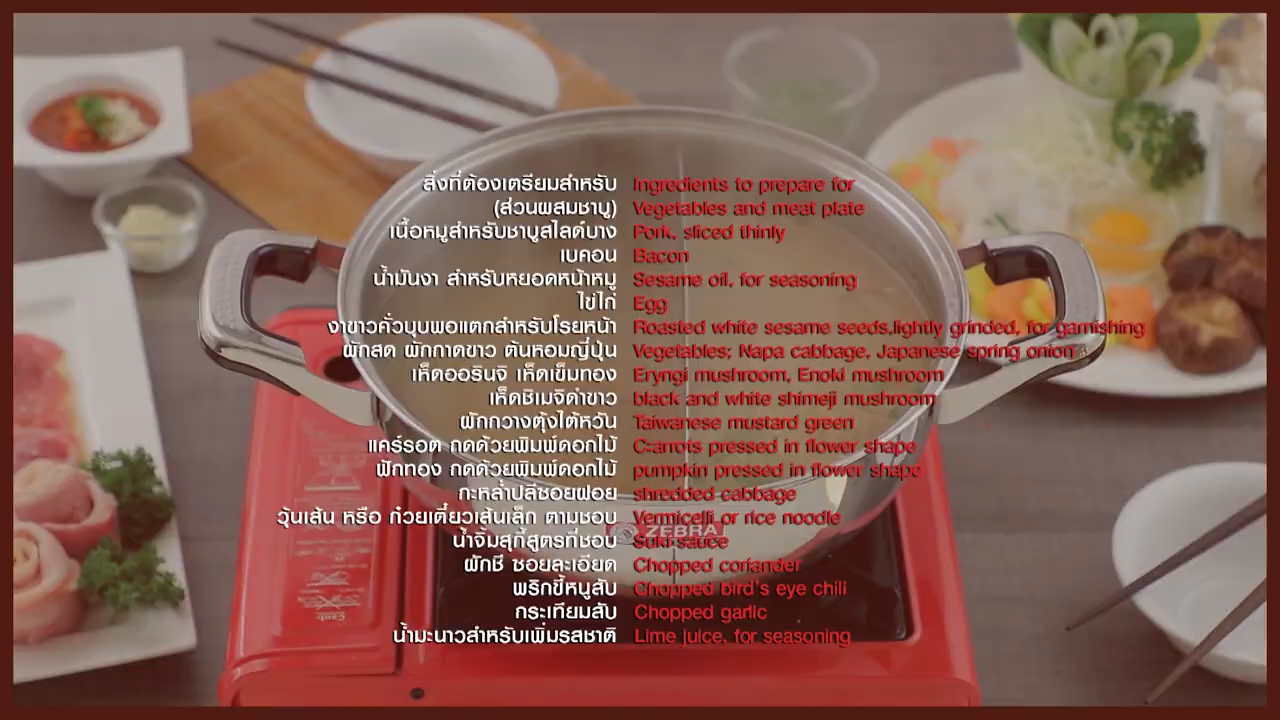 สิ่งที่ต้องเตรียมสำหรับ Ingredients to prepare for
(ส่วนผสมชาบู) Vegetables and meat plate
เนื้อหมูสำหรับชาบูสไลด์บาง Pork, sliced thinly
เบคอน Bacon
น้ำมันงา สำหรับหยอดหน้าหมู Sesame oil, for seasoning
ไข่ไก่ Egg
งาขาวคั่วบุบพอแตกสำหรับโรยหน้า Roasted white sesame seeds,lightly grinded, for garnishing
ผักสด ผักกาดขาว ต้นหอมญี่ปุ่น Vegetables; Napa cabbage, Japanese spring onion
เห็ดออรินจิ เห็ดเข็มทอง Eryngi mushroom, Enoki mushroom
เห็ดชิเมจิดำขาว black and white shimeji mushroom
ผักกวางตุ้งไต้หวัน Taiwanese mustard green
แคร์รอต กดด้วยพิมพ์ดอกไม้ Carrots pressed in flower shape
ฟักทอง กดด้วยพิมพ์ดอกไม้ pumpkin pressed in flower shape
กะหล่ำปลีซอยฝอย shredded cabbage
วุ้นเส้น หรือ ก๋วยเตี๋ยวเส้นเล็ก ตามชอบ Vermicelli or rice noodle
ZEBRA
น้ำจิ้มสุกี้สูตรที่ชอบ Suki sauce
ผักชี ซอยละเอียด Chopped coriander
พริกขี้หนูสับ Chopped bird's eye chili
กระเทียมสับ Chopped garlic
น้ำมะนาวสำหรับเพิ่มรสชาติ Lime juice, for seasoning